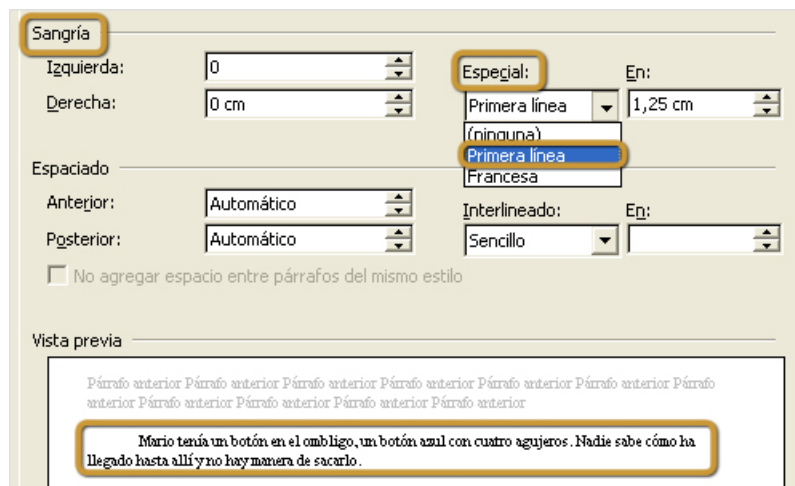 Sangría
Izquierda: 0 Especial: En:
Derecha: 0 cm Primera línea 1,25 cm
(ninguna)
Primera línea
Francesa
Espaciado
Anterior: Automático Interlineado: En:
Posterior: Automático Sencillo
No agregar espacio entre párrafos del mismo estilo
Vista previa
Párrafo anterior Párrafo anterior Párrafo anterior Párrafo anterior Párrafo anterior Párrafo anterior Párrafo
anterior Párrafo anterior Párrafo anterior Párrafo anterior Párrafo anterior
Mario tenía un botón en el ombligo, un botón azul con cuatro agujeros. Nadie sabe cómo ha
llegado hasta allí y no hay manera de sacarlo.